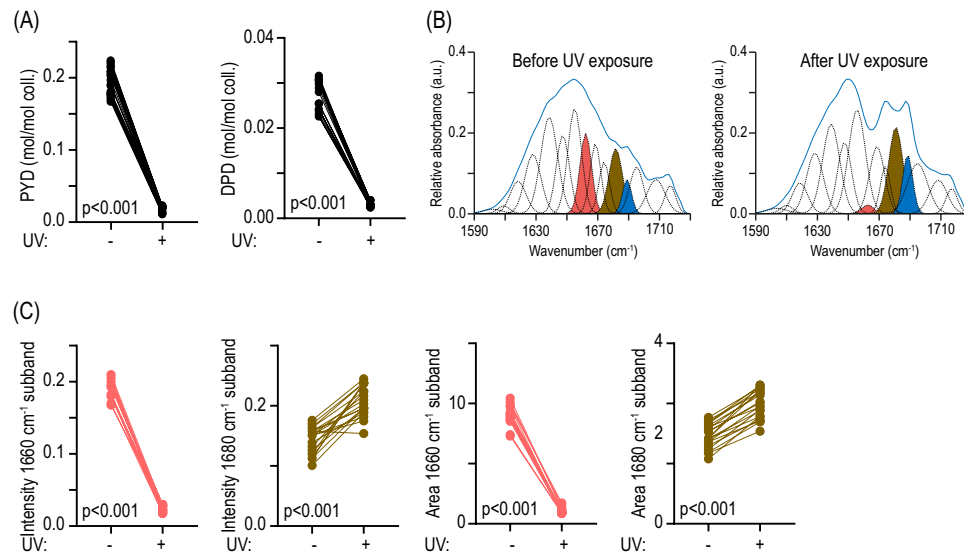 (A)
PYD (mol/mol coll.)
0.2
0.1
0.0
p<0.001
UV: - +
DPD (mol/mol coll.)
0.04
0.02
0.00
p<0.001
UV: - +
(B)
Before UV exposure
Relative absorbance (a.u.)
0.4
0.2
0.0
1590 1630 1670 1710
Wavenumber (cm⁻¹)
After UV exposure
Relative absorbance (a.u.)
0.4
0.2
0.0
1590 1630 1670 1710
Wavenumber (cm⁻¹)
(C)
Intensity 1660 cm⁻¹ subband
0.2
0.1
0.0
p<0.001
UV: - +
Intensity 1680 cm⁻¹ subband
0.2
0.0
p<0.001
UV: - +
Area 1660 cm⁻¹ subband
10
0
p<0.001
UV: - +
Area 1680 cm⁻¹ subband
4
2
0
p<0.001
UV: - +